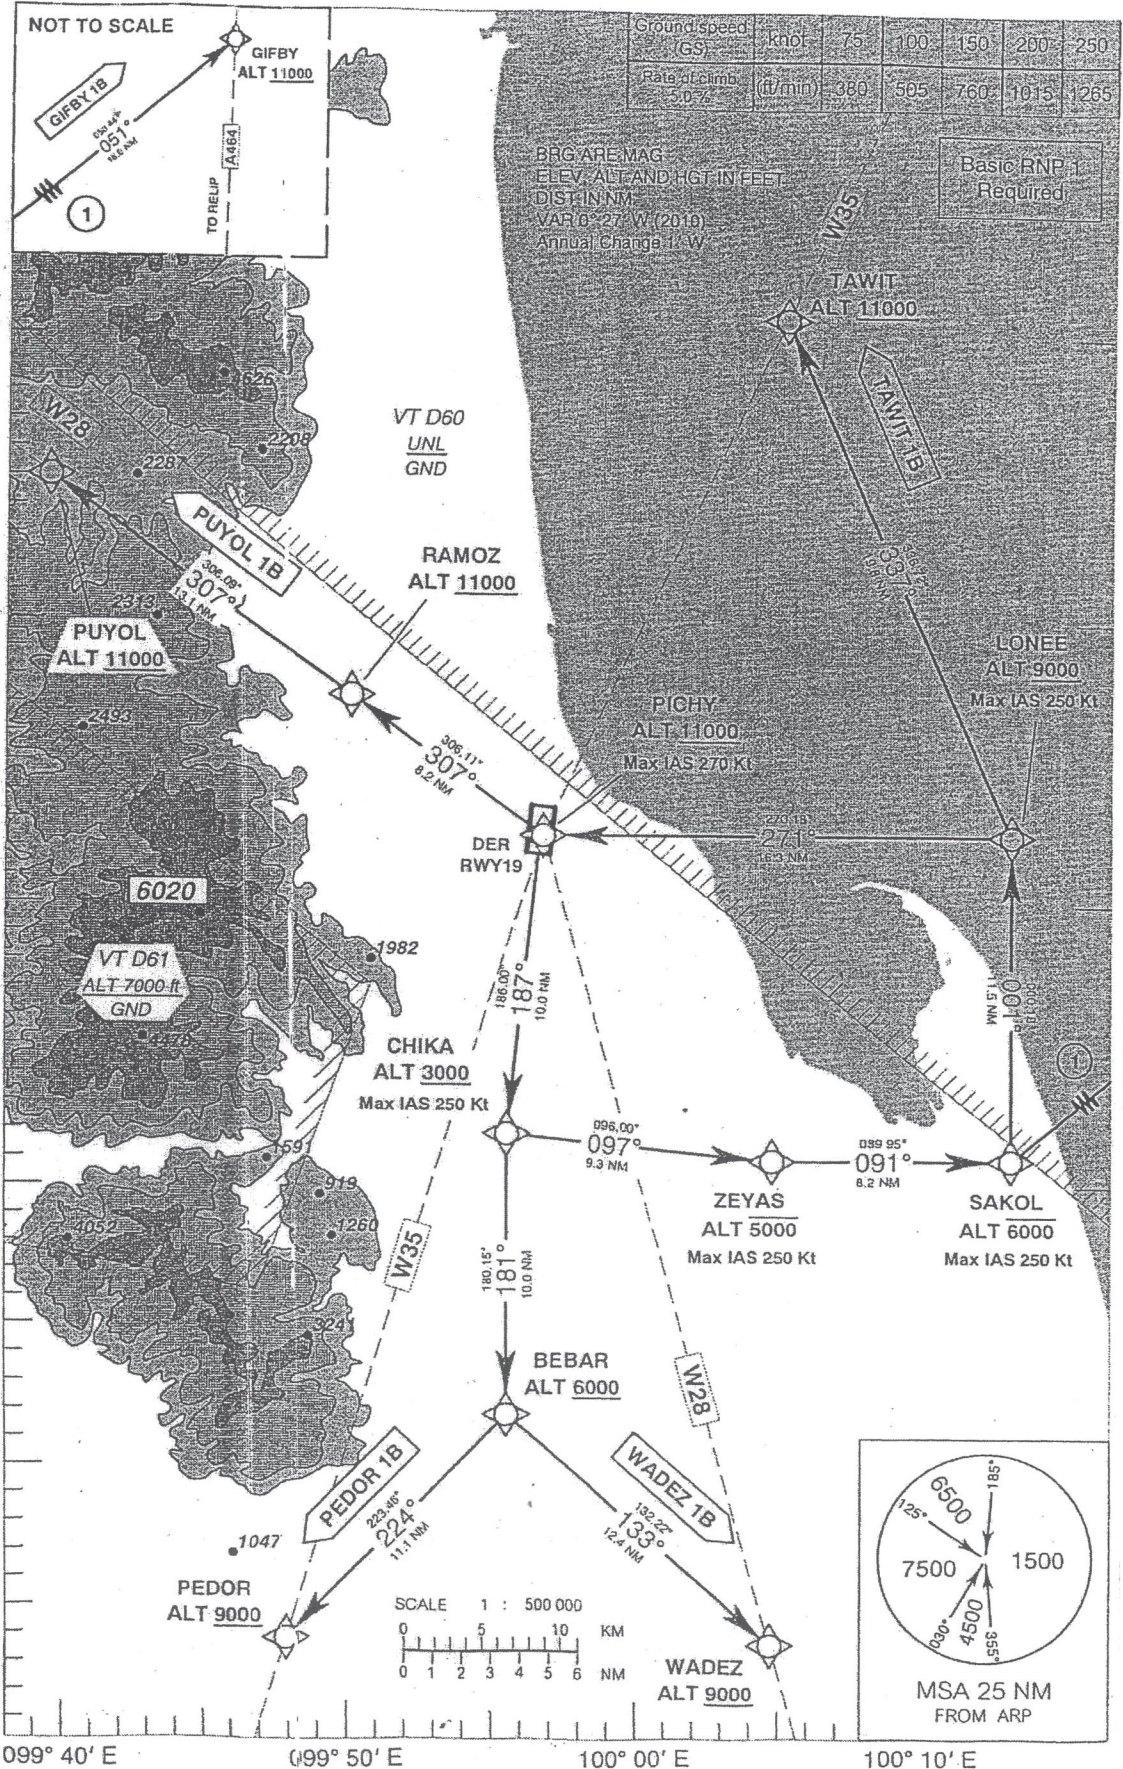 NOT TO SCALE
GIFBY
ALT 11000
GIFBY 1B
051°
18.0 NM
A464
TO RELIP
1
Ground speed (GS) knot 75 100 150 200 250
Rate of climb 5.0 % (ft/min) 380 505 760 1015 1265
BRG ARE MAG
ELEV, ALT AND HGT IN FEET
DIST IN NM
VAR 0° 27' W (2010)
Annual Change 1' W
Basic RNP 1
Required
W35
TAWIT
ALT 11000
TAWIT 1B
337°
W28
1626
2208
2287
VT D60
UNL
GND
PUYOL 1B
306.09°
307°
13.1 NM
RAMOZ
ALT 11000
2313
PUYOL
ALT 11000
LONEE
ALT 9000
Max IAS 250 Kt
2493
PICHY
ALT 11000
Max IAS 270 Kt
306.11°
307°
8.2 NM
DER
RWY19
270.18°
271°
16.3 NM
6020
VT D61
ALT 7000 ft
GND
4478
1982
186.00°
187°
10.0 NM
001°
11.5 NM
1
CHIKA
ALT 3000
Max IAS 250 Kt
096.00°
097°
9.3 NM
089.95°
091°
8.2 NM
1591
919
1260
4052
3241
ZEYAS
ALT 5000
Max IAS 250 Kt
SAKOL
ALT 6000
Max IAS 250 Kt
W35
180.15°
181°
10.0 NM
BEBAR
ALT 6000
W28
PEDOR 1B
223.46°
224°
11.1 NM
WADEZ 1B
132.22°
133°
12.4 NM
1047
PEDOR
ALT 9000
SCALE 1 : 500 000
0 5 10 KM
0 1 2 3 4 5 6 NM
WADEZ
ALT 9000
185°
6500
125°
7500
1500
030°
4500
355°
MSA 25 NM
FROM ARP
099° 40' E 099° 50' E 100° 00' E 100° 10' E